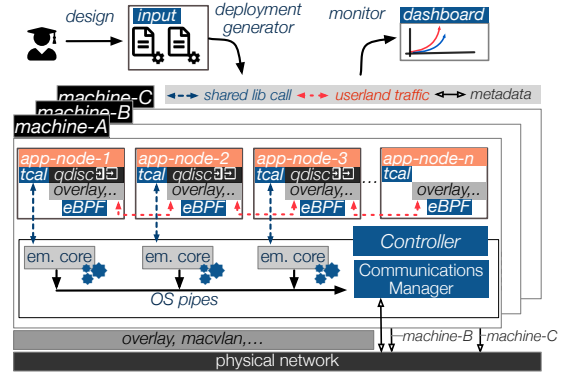 design
input
deployment
generator
monitor
dashboard
machine-C
machine-B
machine-A
shared lib call
userland traffic
metadata
app-node-1
tcal
qdisc
overlay,..
eBPF
app-node-2
tcal
qdisc
overlay,..
eBPF
app-node-3
tcal
qdisc
overlay,..
eBPF
...
app-node-n
tcal
overlay,..
eBPF
em. core
em. core
em. core
OS pipes
Controller
Communications
Manager
overlay, macvlan,...
machine-B
machine-C
physical network